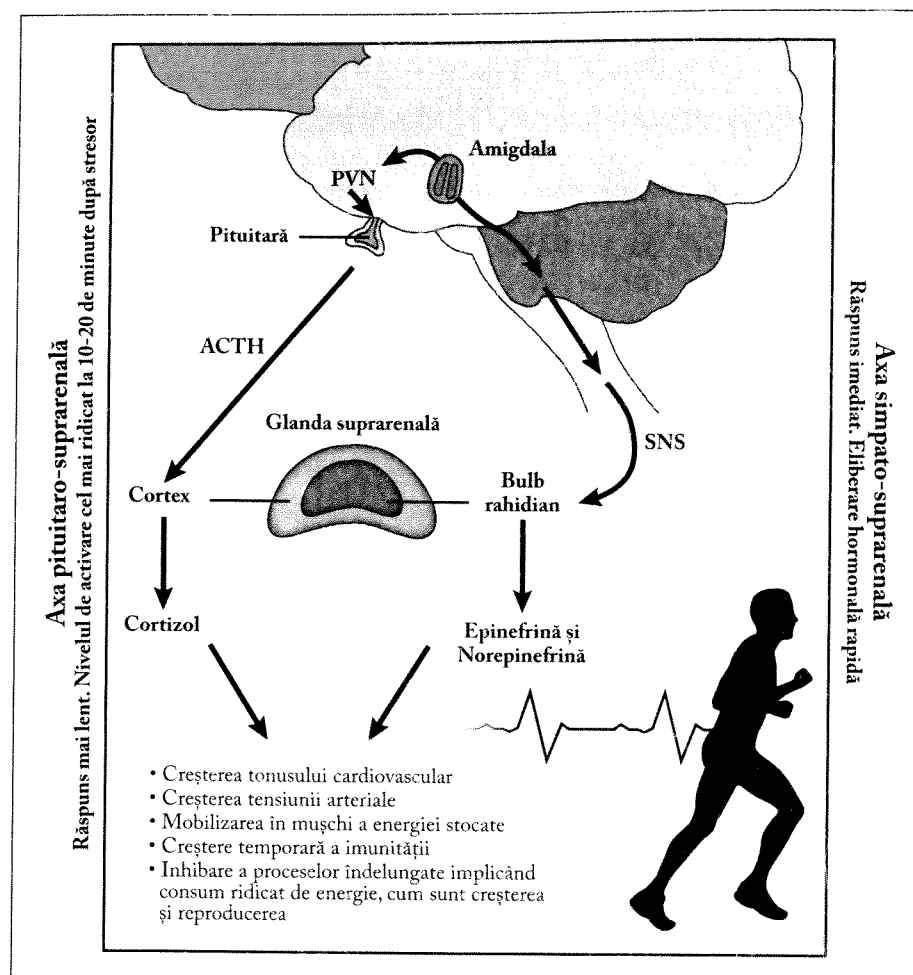 Axa pituitaro-suprarenală
Răspuns mai lent. Nivelul de activare cel mai ridicat la 10-20 de minute după stresor
Amigdala
PVN
Pituitară
ACTH
Glanda suprarenală
SNS
Cortex
Bulb
rahidian
Cortizol
Epinefrină și
Norepinefrină
• Creșterea tonusului cardiovascular
• Creșterea tensiunii arteriale
• Mobilizarea în mușchi a energiei stocate
• Creștere temporară a imunității
• Inhibare a proceselor îndelungate implicând
consum ridicat de energie, cum sunt creșterea
și reproducerea
Axa simpato-suprarenală
Răspuns imediat. Eliberare hormonală rapidă